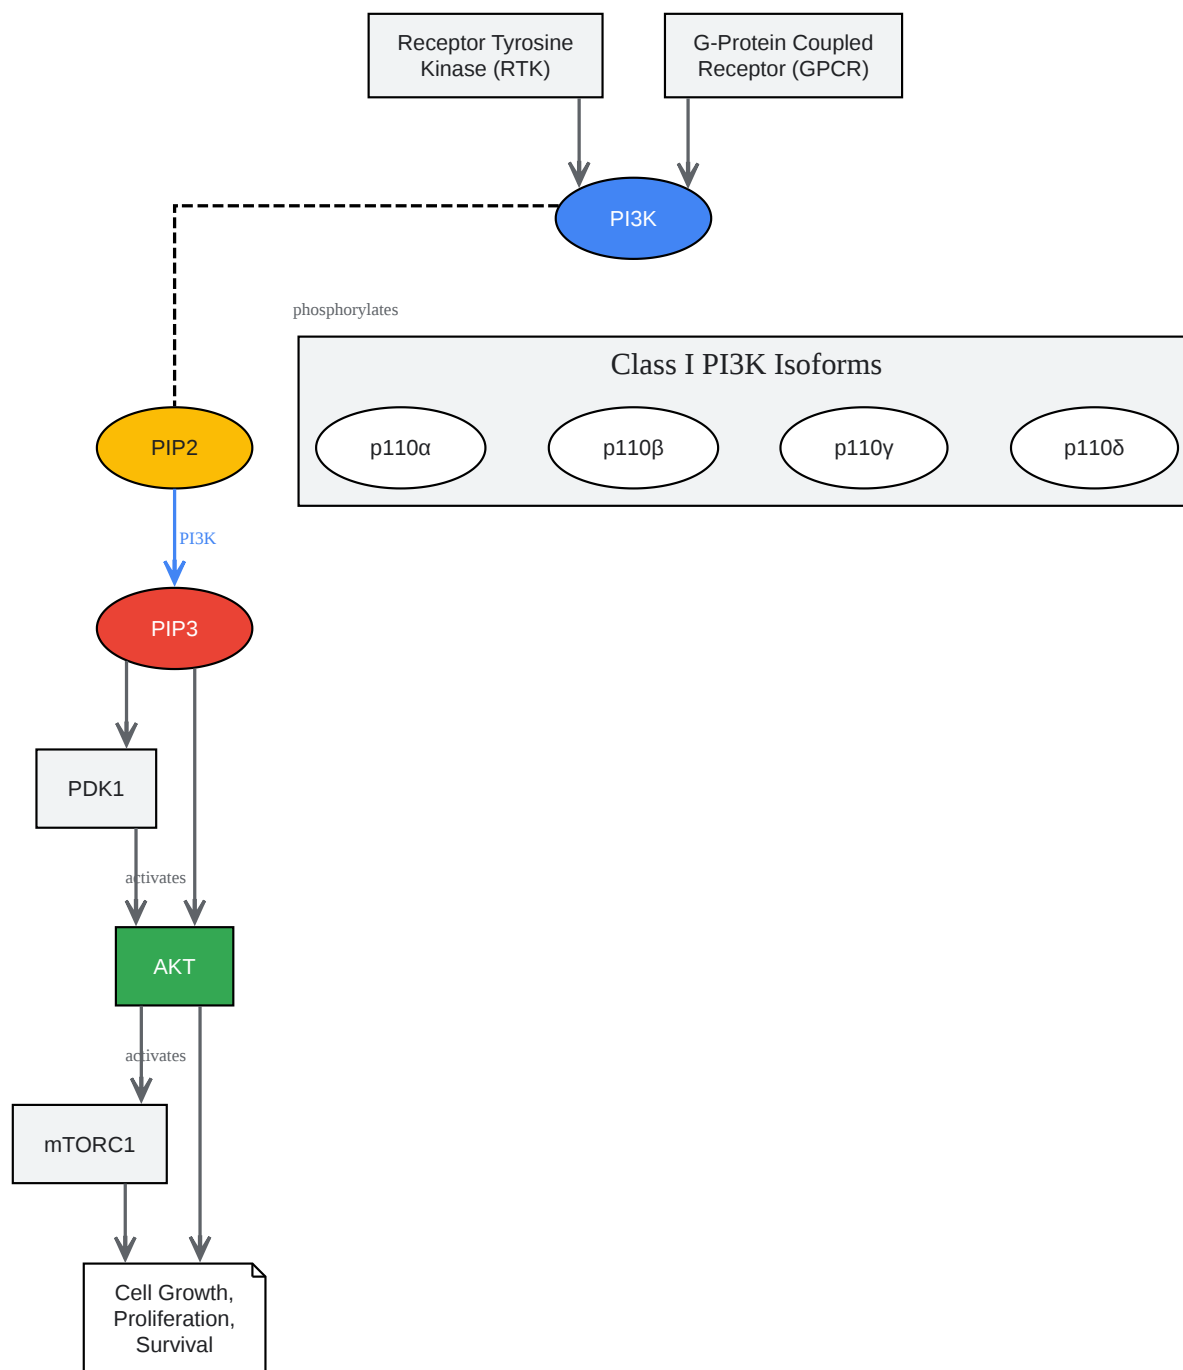 Receptor Tyrosine
Kinase (RTK)
G-Protein Coupled
Receptor (GPCR)
PI3K
phosphorylates
Class I PI3K Isoforms
PIP2
p110α
p110β
p110γ
p110δ
PI3K
PIP3
PDK1
activates
AKT
activates
mTORC1
Cell Growth,
Proliferation,
Survival